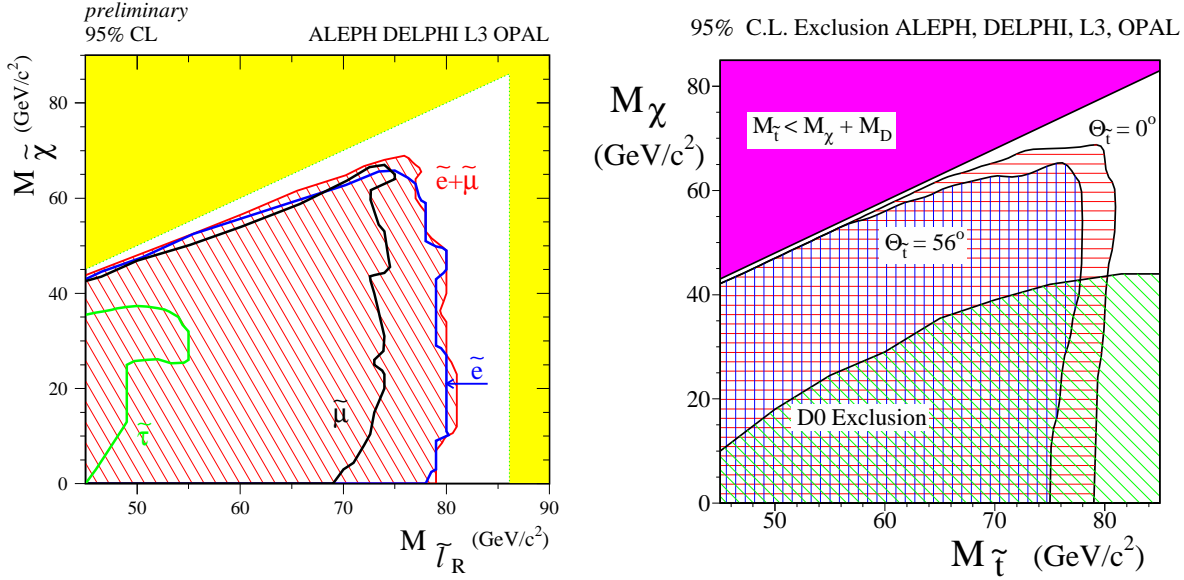 preliminary
95% CL
ALEPH DELPHI L3 OPAL
M χ̃ (GeV/c²)
80
60
40
20
0
ẽ+μ̃
ẽ
μ̃
τ̃
50
60
70
80
90
M l̃ R (GeV/c²)
95% C.L. Exclusion ALEPH, DELPHI, L3, OPAL
Mχ
(GeV/c²)
80
60
40
20
0
M t̃ < Mχ + M D
Θ t̃ = 0°
Θ t̃ = 56°
D0 Exclusion
50
60
70
80
M t̃ (GeV/c²)